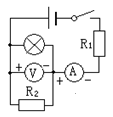 R₁
+ V −
+ A −
R₂